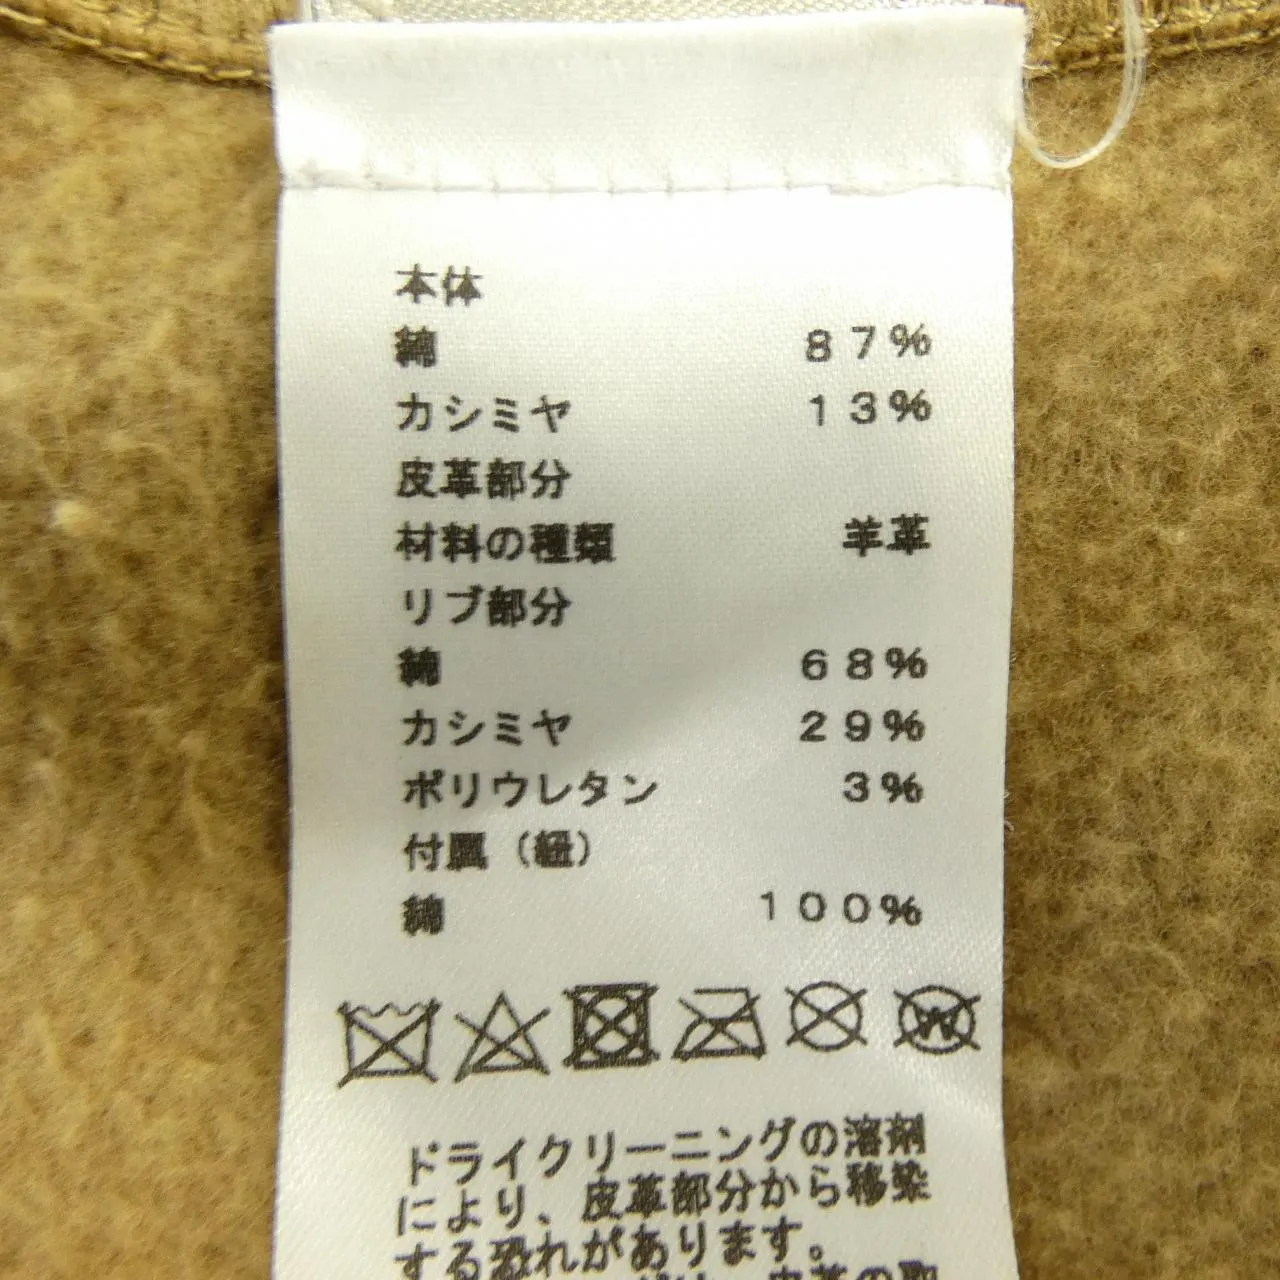 本体
綿 87%
カシミヤ 13%
皮革部分
材料の種類 羊革
リブ部分
綿 68%
カシミヤ 29%
ポリウレタン 3%
付属（紐）
綿 100%
W
ドライクリーニングの溶剤
により、皮革部分から移染
する恐れがあります。